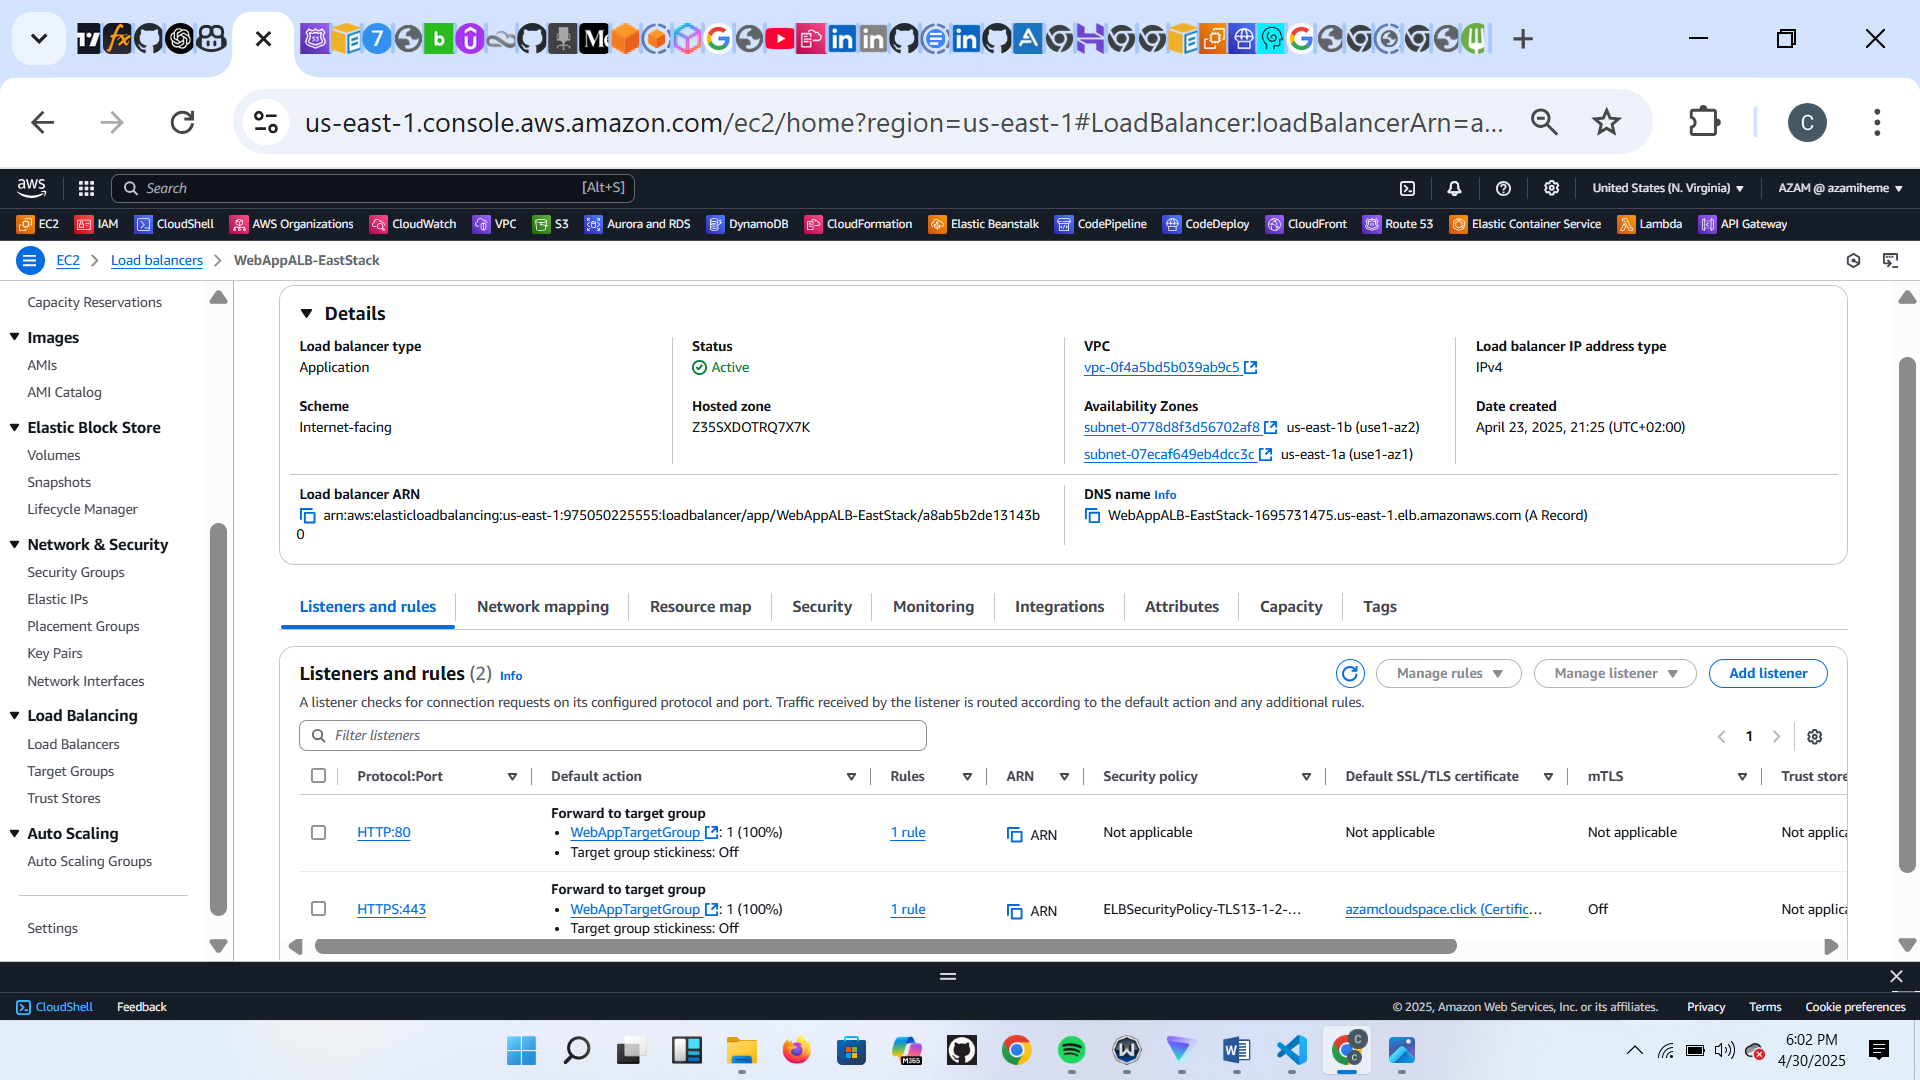 us-east-1.console.aws.amazon.com/ec2/home?region=us-east-1#LoadBalancer:loadBalancerArn=a...
C
aws
Search
[Alt+S]
United States (N. Virginia)
AZAM @ azamiheme
EC2
IAM
CloudShell
AWS Organizations
CloudWatch
VPC
S3
Aurora and RDS
DynamoDB
CloudFormation
Elastic Beanstalk
CodePipeline
CodeDeploy
CloudFront
Route 53
Elastic Container Service
Lambda
API Gateway
EC2
Load balancers
WebAppALB-EastStack
Capacity Reservations
Images
AMIs
AMI Catalog
Elastic Block Store
Volumes
Snapshots
Lifecycle Manager
Network & Security
Security Groups
Elastic IPs
Placement Groups
Key Pairs
Network Interfaces
Load Balancing
Load Balancers
Target Groups
Trust Stores
Auto Scaling
Auto Scaling Groups
Settings
Details
Load balancer type
Application
Status
Active
VPC
vpc-0f4a5bd5b039ab9c5
Load balancer IP address type
IPv4
Scheme
Internet-facing
Hosted zone
Z35SXDOTRQ7X7K
Availability Zones
subnet-0778d8f3d56702af8 us-east-1b (use1-az2)
subnet-07ecaf649eb4dcc3c us-east-1a (use1-az1)
Date created
April 23, 2025, 21:25 (UTC+02:00)
Load balancer ARN
arn:aws:elasticloadbalancing:us-east-1:975050225555:loadbalancer/app/WebAppALB-EastStack/a8ab5b2de13143b
0
DNS name Info
WebAppALB-EastStack-1695731475.us-east-1.elb.amazonaws.com (A Record)
Listeners and rules
Network mapping
Resource map
Security
Monitoring
Integrations
Attributes
Capacity
Tags
Listeners and rules (2) Info
Manage rules
Manage listener
Add listener
A listener checks for connection requests on its configured protocol and port. Traffic received by the listener is routed according to the default action and any additional rules.
Filter listeners
1
Protocol:Port
Default action
Rules
ARN
Security policy
Default SSL/TLS certificate
mTLS
Trust store
HTTP:80
Forward to target group
• WebAppTargetGroup : 1 (100%)
• Target group stickiness: Off
1 rule
ARN
Not applicable
Not applicable
Not applicable
Not applica
HTTPS:443
Forward to target group
• WebAppTargetGroup : 1 (100%)
• Target group stickiness: Off
1 rule
ARN
ELBSecurityPolicy-TLS13-1-2-...
azamcloudspace.click (Certific...
Off
Not applica
CloudShell
Feedback
© 2025, Amazon Web Services, Inc. or its affiliates.
Privacy
Terms
Cookie preferences
6:02 PM
4/30/2025